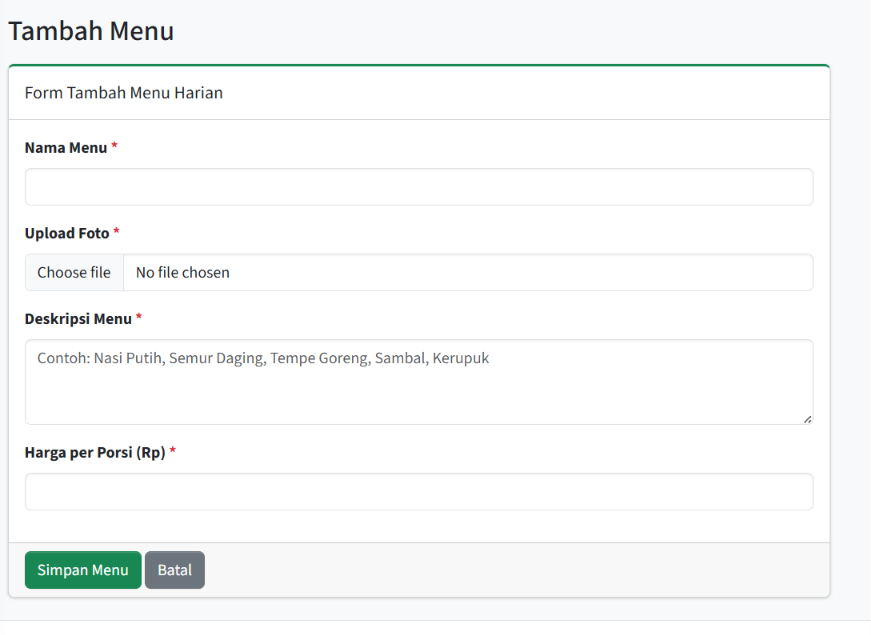 Tambah Menu
Form Tambah Menu Harian
Nama Menu *
Upload Foto *
Choose file No file chosen
Deskripsi Menu *
Contoh: Nasi Putih, Semur Daging, Tempe Goreng, Sambal, Kerupuk
Harga per Porsi (Rp) *
Simpan Menu Batal